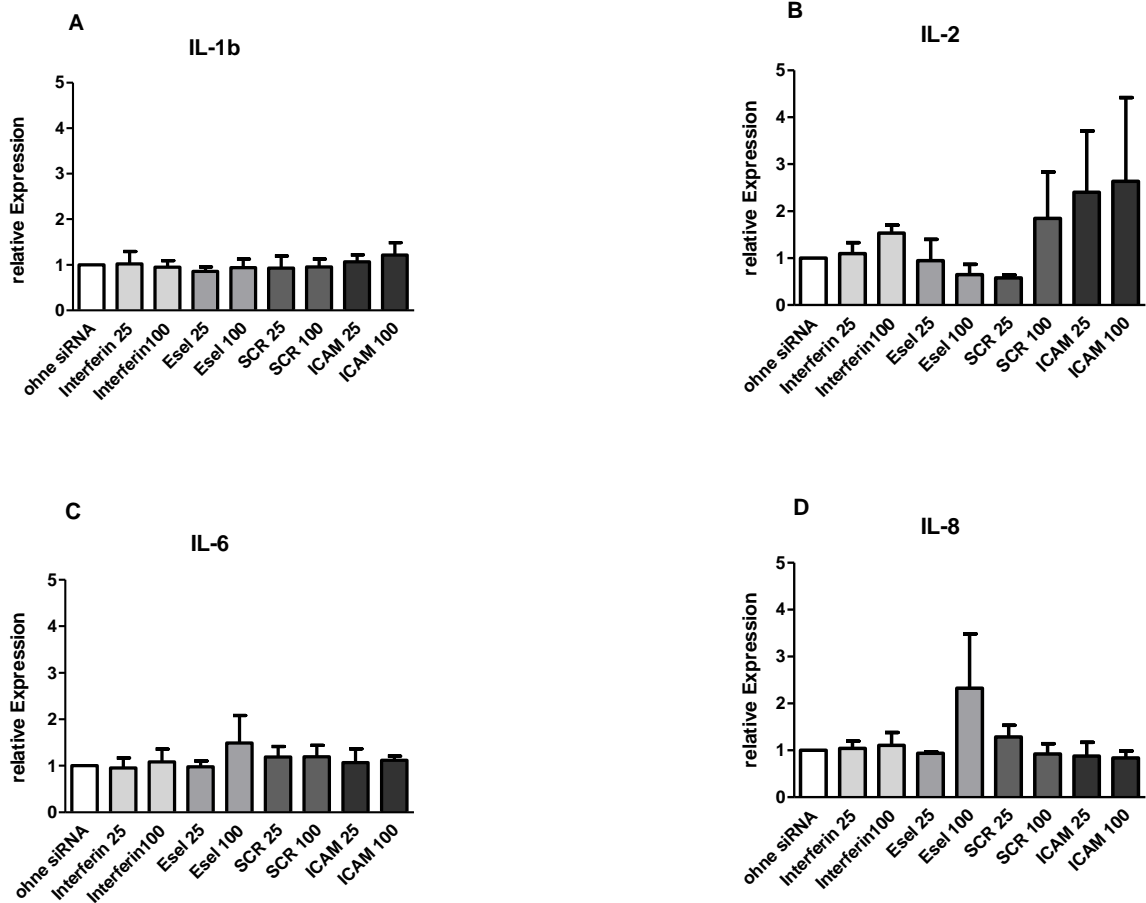 A
IL-1b
relative Expression
5
4
3
2
1
0
ohne siRNA
Interferin 25
Interferin100
Esel 25
Esel 100
SCR 25
SCR 100
ICAM 25
ICAM 100
B
IL-2
relative Expression
5
4
3
2
1
0
ohne siRNA
Interferin 25
Interferin100
Esel 25
Esel 100
SCR 25
SCR 100
ICAM 25
ICAM 100
C
IL-6
relative Expression
5
4
3
2
1
0
ohne siRNA
Interferin 25
Interferin100
Esel 25
Esel 100
SCR 25
SCR 100
ICAM 25
ICAM 100
D
IL-8
relative Expression
5
4
3
2
1
0
ohne siRNA
Interferin 25
Interferin100
Esel 25
Esel 100
SCR 25
SCR 100
ICAM 25
ICAM 100